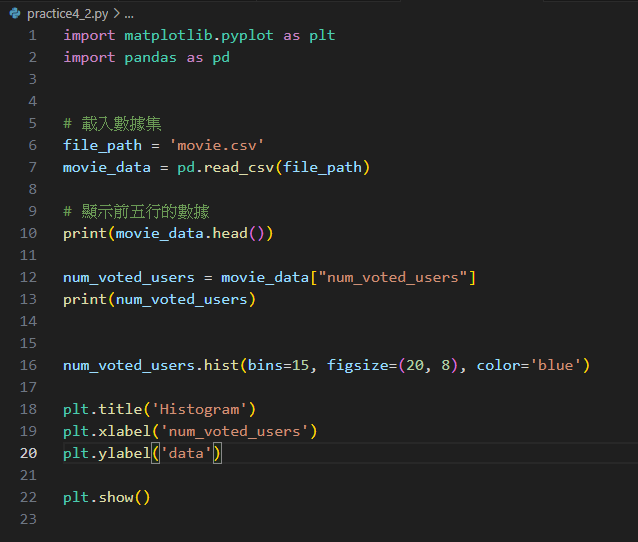 practice4_2.py > ...
1 import matplotlib.pyplot as plt
2 import pandas as pd
3
4
5 # 載入數據集
6 file_path = 'movie.csv'
7 movie_data = pd.read_csv(file_path)
8
9 # 顯示前五行的數據
10 print(movie_data.head())
11
12 num_voted_users = movie_data["num_voted_users"]
13 print(num_voted_users)
14
15
16 num_voted_users.hist(bins=15, figsize=(20, 8), color='blue')
17
18 plt.title('Histogram')
19 plt.xlabel('num_voted_users')
20 plt.ylabel('data')
21
22 plt.show()
23